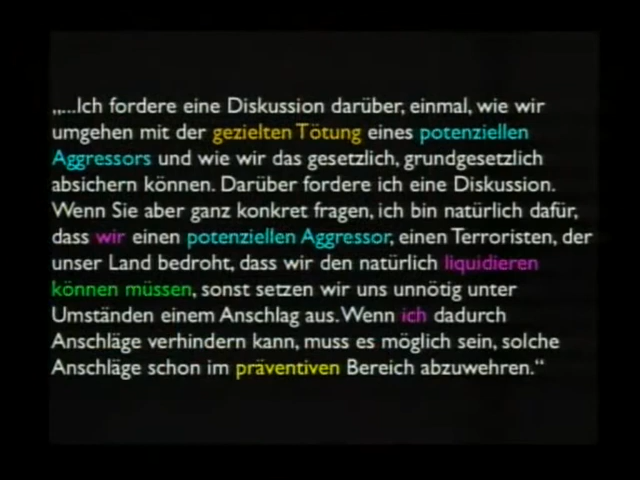 „...Ich fordere eine Diskussion darüber, einmal, wie wir
umgehen mit der gezielten Tötung eines potenziellen
Aggressors und wie wir das gesetzlich, grundgesetzlich
absichern können. Darüber fordere ich eine Diskussion.
Wenn Sie aber ganz konkret fragen, ich bin natürlich dafür,
dass wir einen potenziellen Aggressor, einen Terroristen, der
unser Land bedroht, dass wir den natürlich liquidieren
können müssen, sonst setzen wir uns unnötig unter
Umständen einem Anschlag aus. Wenn ich dadurch
Anschläge verhindern kann, muss es möglich sein, solche
Anschläge schon im präventiven Bereich abzuwehren.“